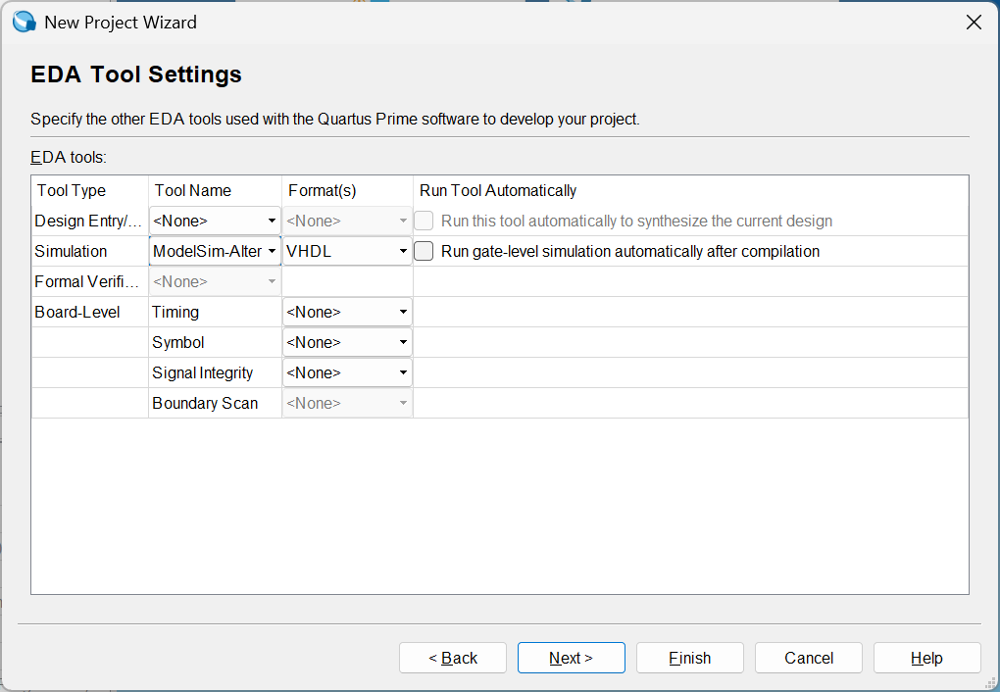 New Project Wizard
EDA Tool Settings
Specify the other EDA tools used with the Quartus Prime software to develop your project.
EDA tools:
Tool Type Tool Name Format(s) Run Tool Automatically
Design Entry/... <None> <None> Run this tool automatically to synthesize the current design
Simulation ModelSim-Alter VHDL Run gate-level simulation automatically after compilation
Formal Verifi... <None>
Board-Level Timing <None>
Symbol <None>
Signal Integrity <None>
Boundary Scan <None>
< Back Next > Finish Cancel Help